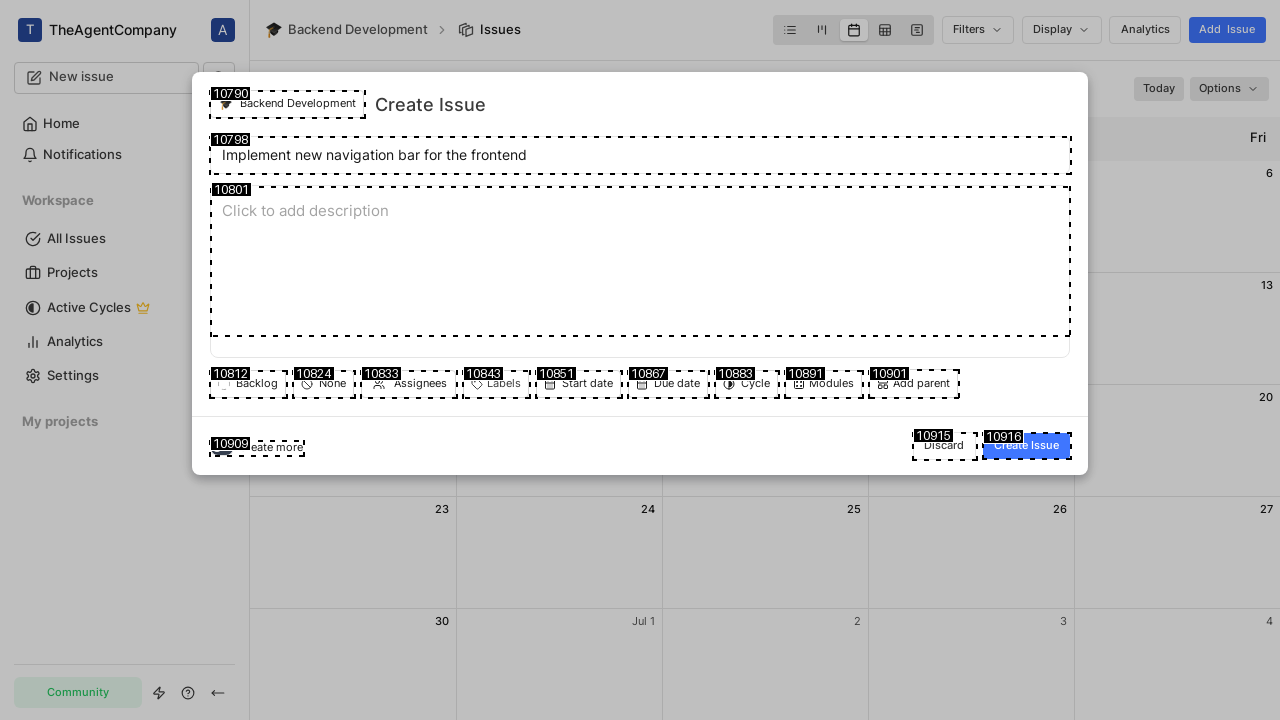 T TheAgentCompany A
Backend Development > Issues
Filters Display Analytics Add Issue
New issue
Today Options
Home
Notifications
Fri
Workspace
All Issues
Projects
Active Cycles
Analytics
Settings
My projects
10790
Backend Development Create Issue
10798
Implement new navigation bar for the frontend
10801
Click to add description
10812 10824 10833 10843 10851 10867 10883 10891 10901
Backlog None Assignees Labels Start date Due date Cycle Modules Add parent
10909 10915 10916
Create more Discard Create Issue
6
13
20
23 24 25 26 27
30 Jul 1 2 3 4
Community